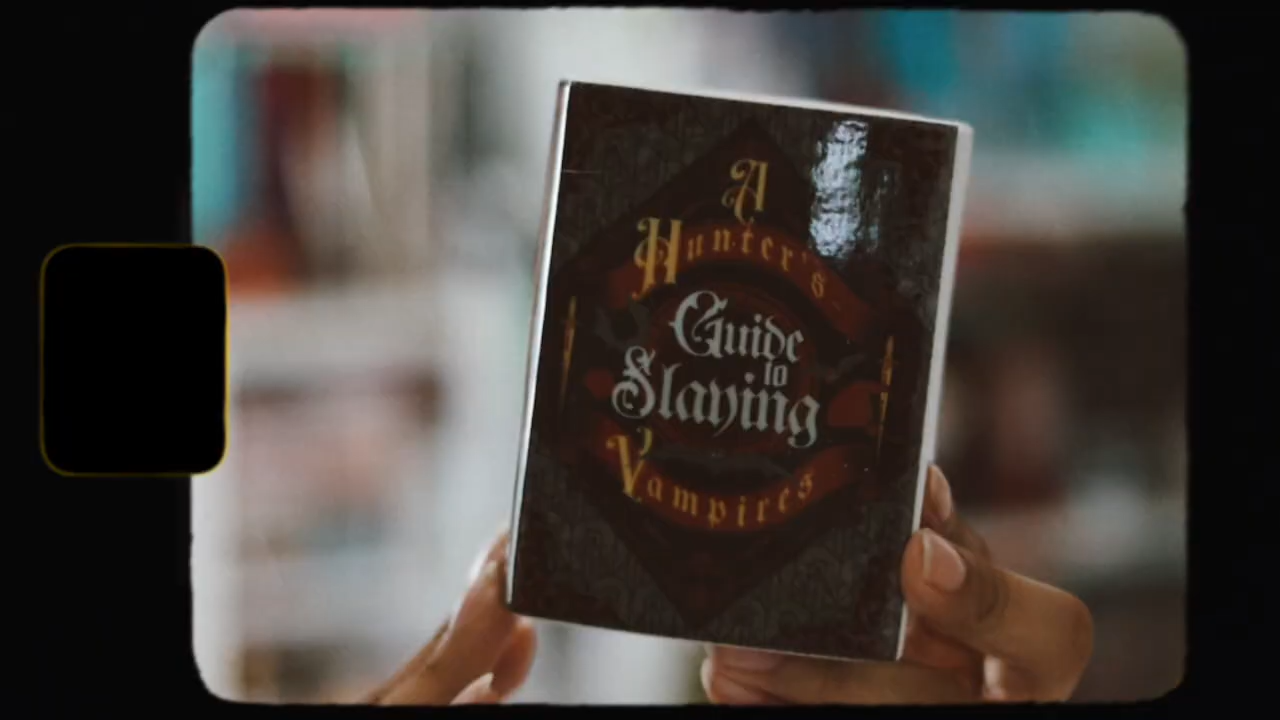 A
Hunter's
Guide
to
Slaying
Vampires